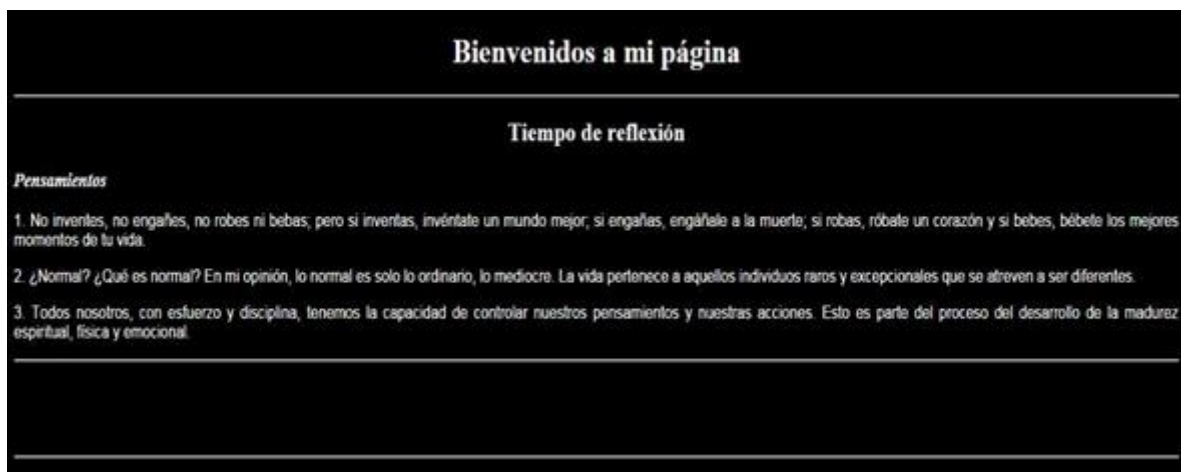 Bienvenidos a mi página
Tiempo de reflexión
Pensamientos
1. No inventes, no engañes, no robes ni bebas; pero si inventas, invéntate un mundo mejor; si engañas, engáñale a la muerte; si robas, róbate un corazón y si bebes, bébete los mejores
momentos de tu vida.
2. ¿Normal? ¿Qué es normal? En mi opinión, lo normal es solo lo ordinario, lo mediocre. La vida pertenece a aquellos individuos raros y excepcionales que se atreven a ser diferentes.
3. Todos nosotros, con esfuerzo y disciplina, tenemos la capacidad de controlar nuestros pensamientos y nuestras acciones. Esto es parte del proceso del desarrollo de la madurez
espiritual, física y emocional.